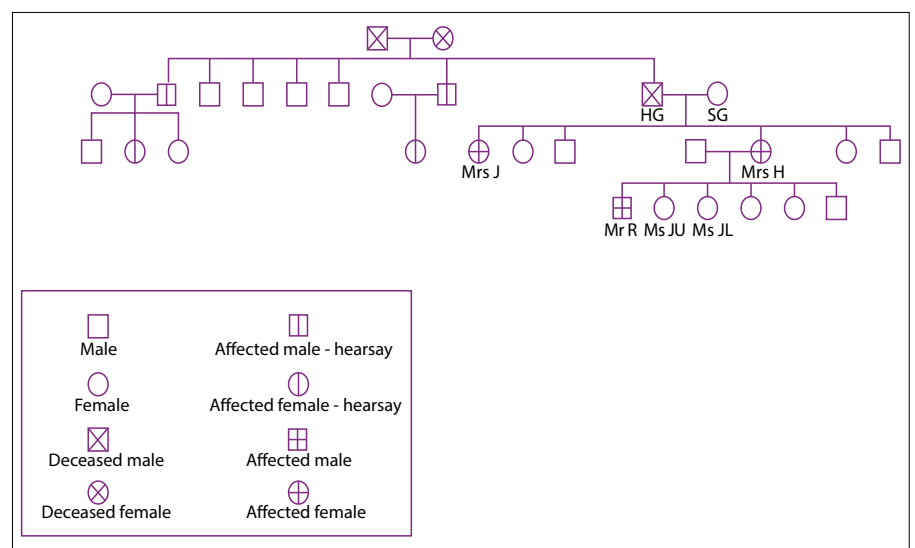 HG SG
Mrs J Mrs H
Mr R Ms JU Ms JL
Male Affected male - hearsay
Female Affected female - hearsay
Deceased male Affected male
Deceased female Affected female